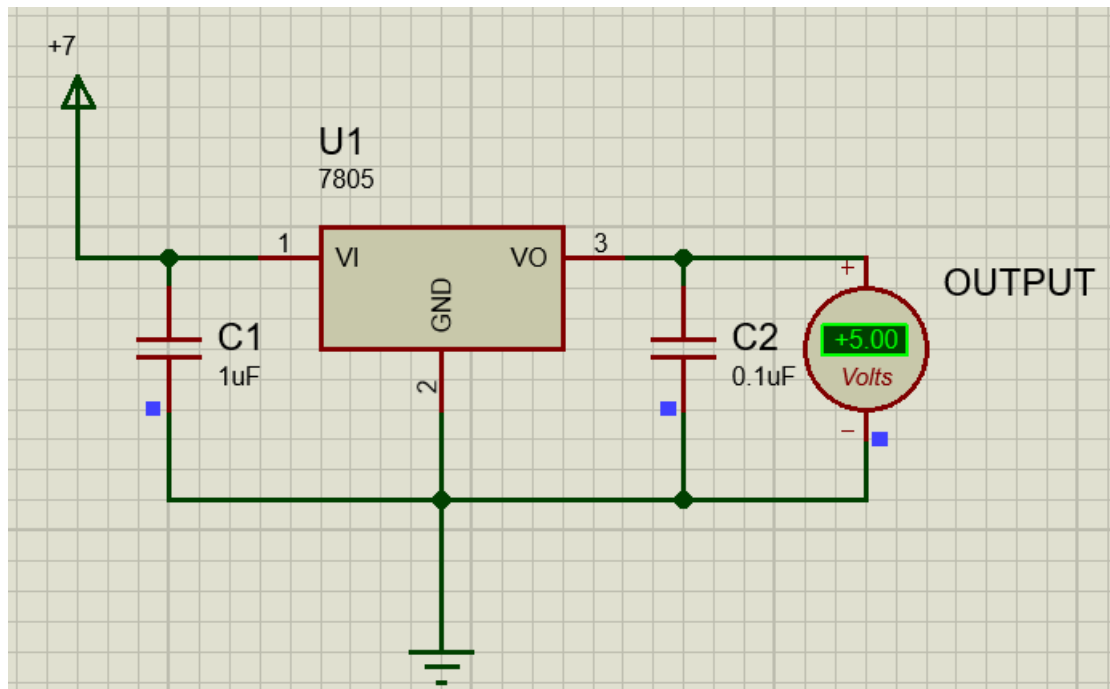 +7
U1
7805
1
VI
VO
3
GND
2
C1
1uF
C2
0.1uF
+
+5.00
Volts
−
OUTPUT